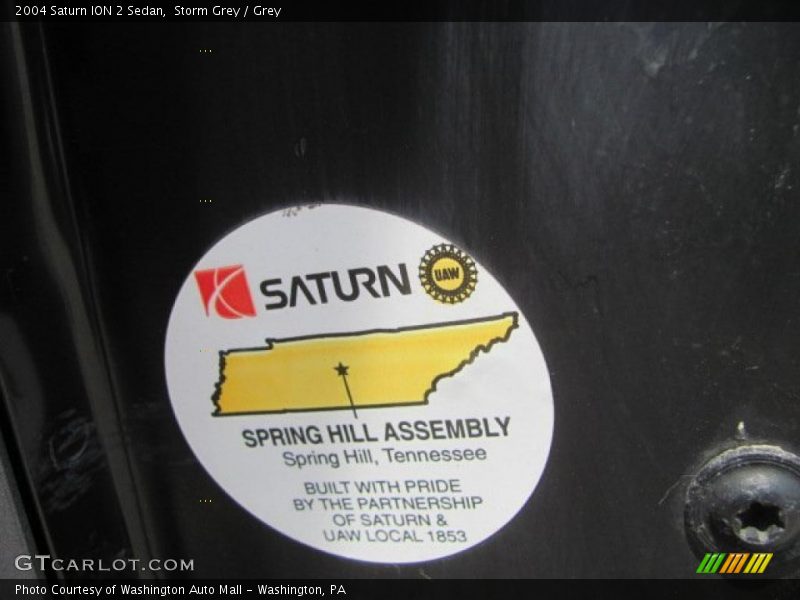 2004 Saturn ION 2 Sedan,  Storm Grey / Grey
SATURN
UAW
SPRING HILL ASSEMBLY
Spring Hill, Tennessee
BUILT WITH PRIDE
BY THE PARTNERSHIP
OF SATURN &
UAW LOCAL 1853
GTCARLOT.COM
Photo Courtesy of Washington Auto Mall - Washington, PA